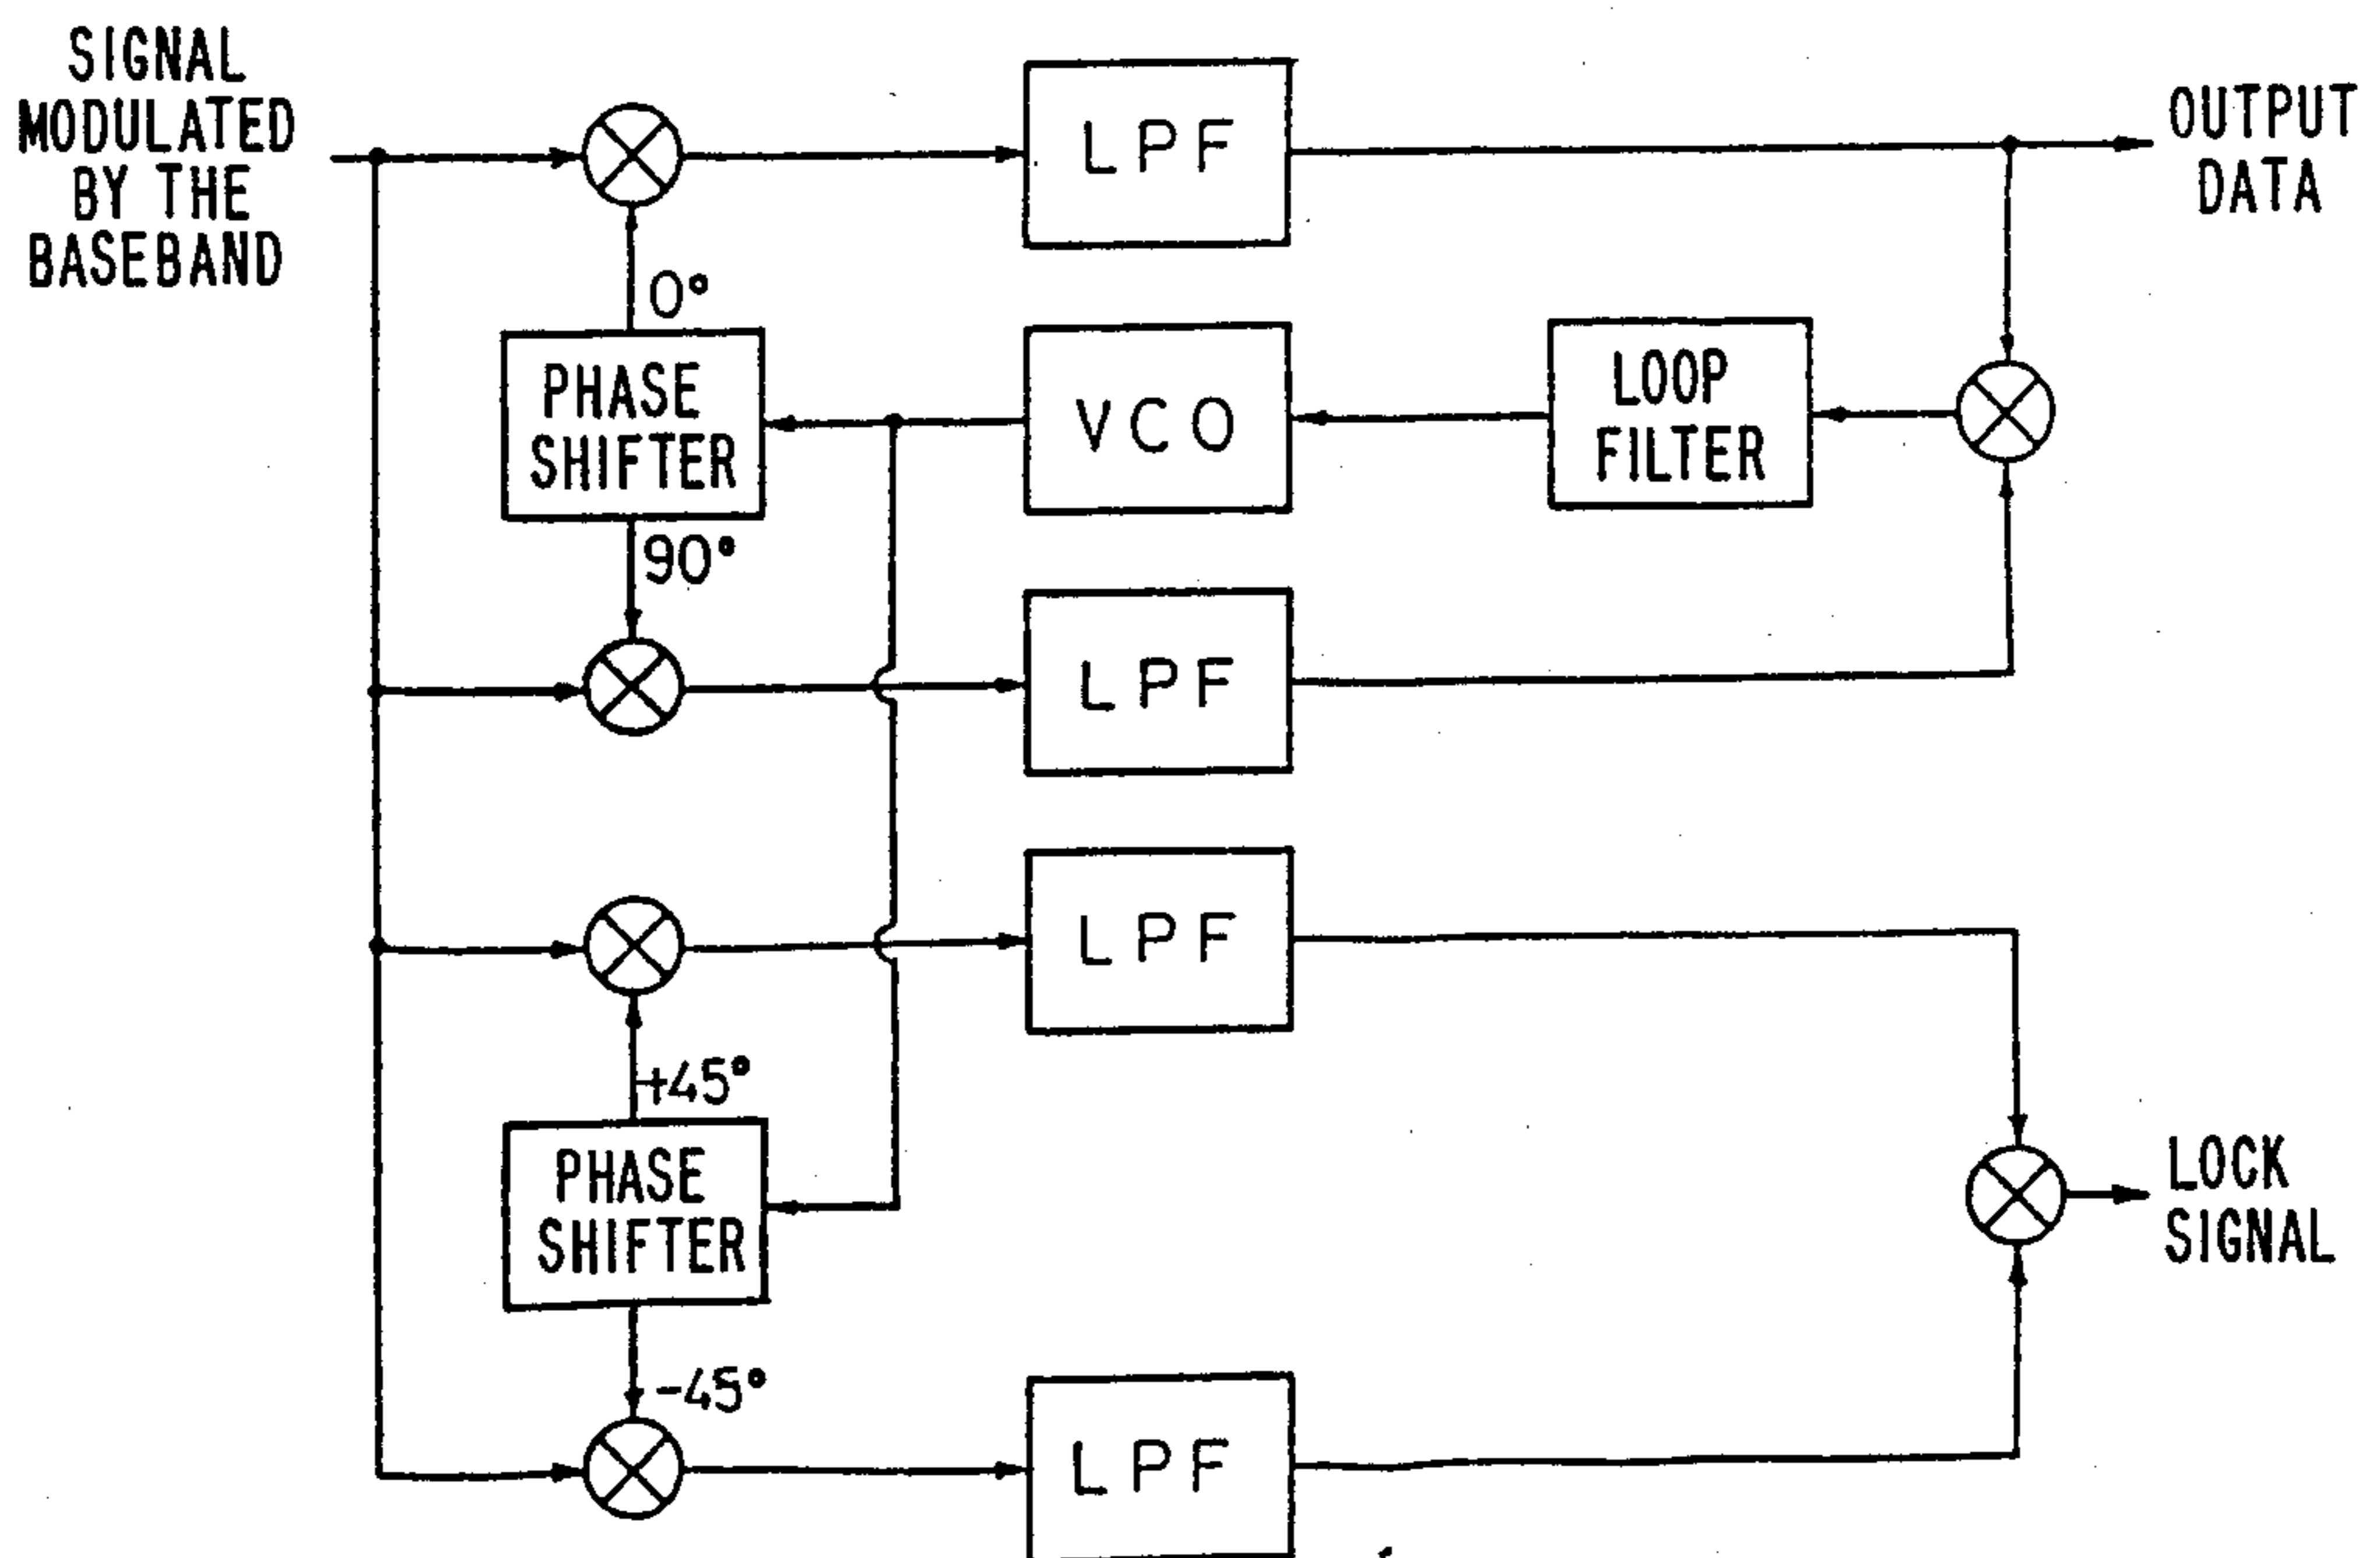 SIGNAL
MODULATED
BY THE
BASEBAND
LPF
OUTPUT
DATA
0°
PHASE
SHIFTER
VCO
LOOP
FILTER
90°
LPF
LPF
+45°
PHASE
SHIFTER
LOCK
SIGNAL
-45°
LPF